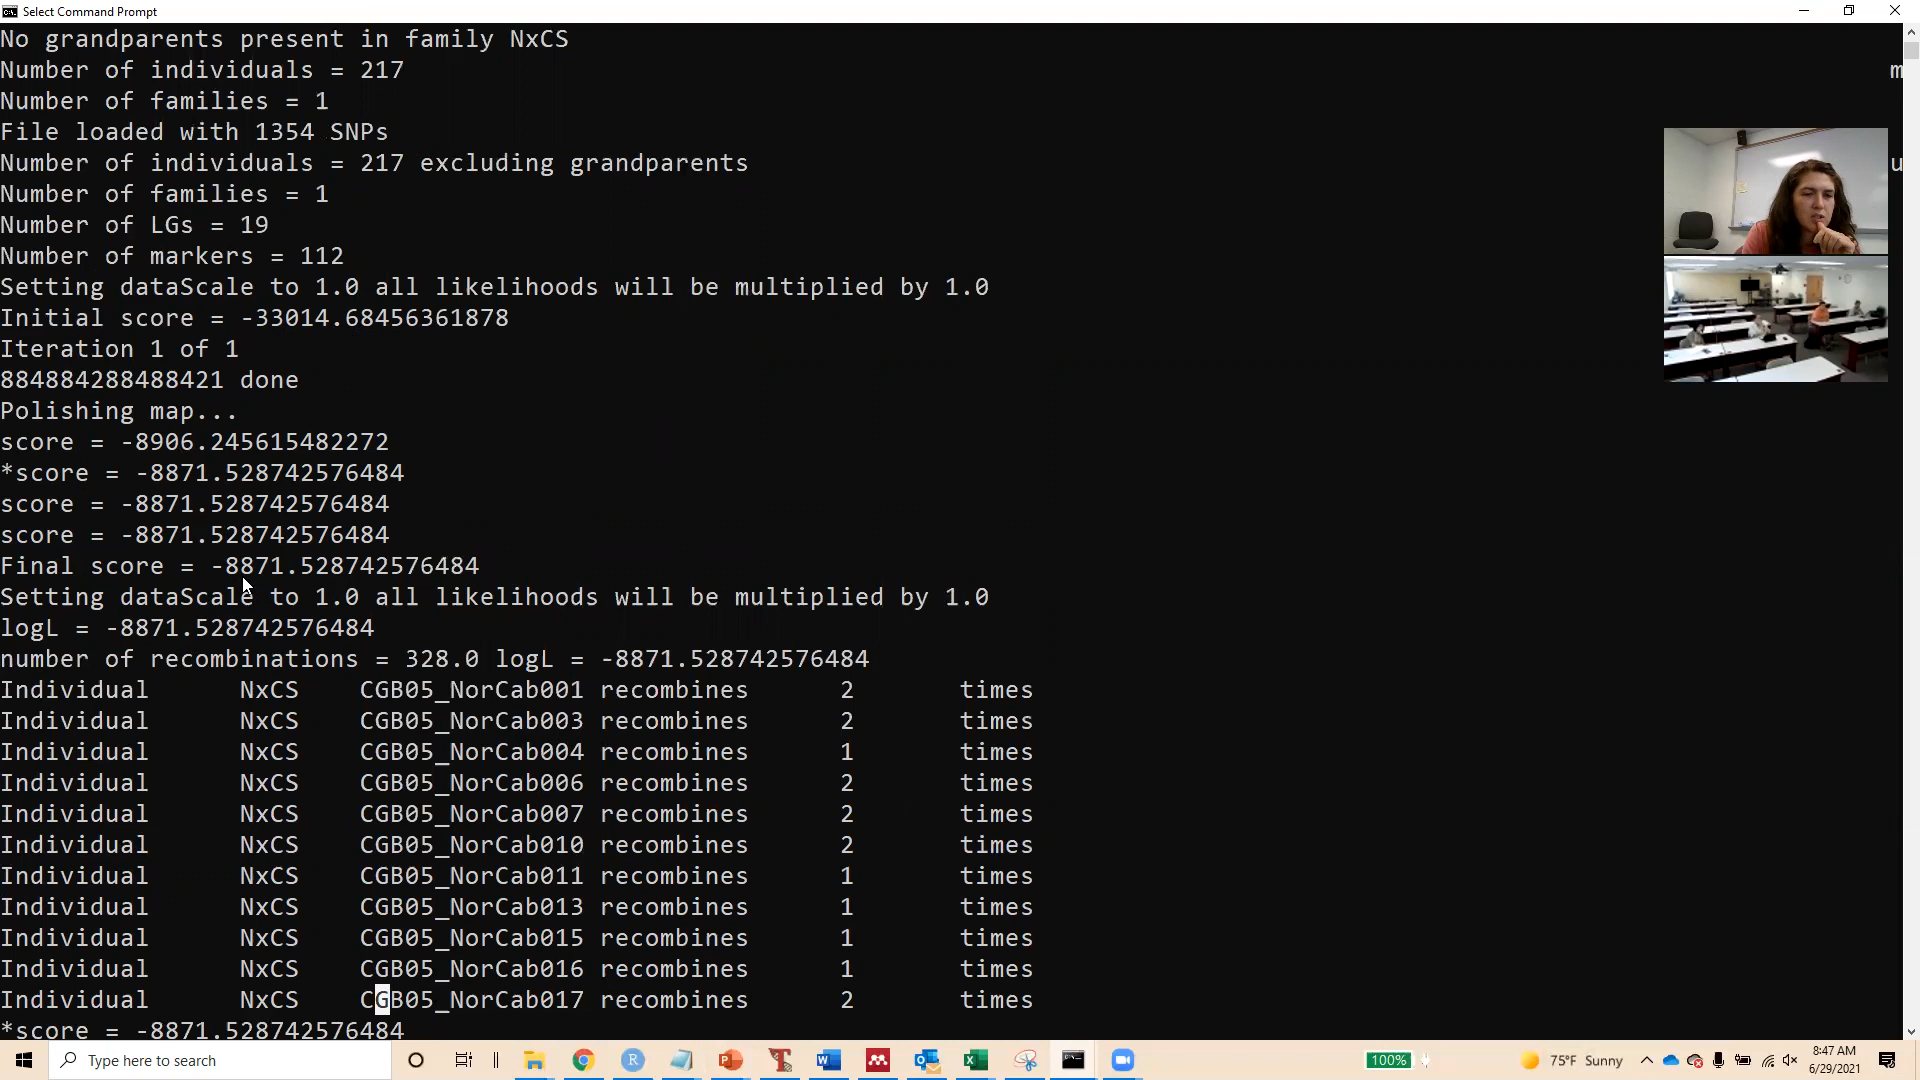 Select Command Prompt
No grandparents present in family NxCS
Number of individuals = 217
m
Number of families = 1
File loaded with 1354 SNPs
Number of individuals = 217 excluding grandparents
u
Number of families = 1
Number of LGs = 19
Number of markers = 112
Setting dataScale to 1.0 all likelihoods will be multiplied by 1.0
Initial score = -33014.68456361878
Iteration 1 of 1
884884288488421 done
Polishing map...
score = -8906.245615482272
*score = -8871.528742576484
score = -8871.528742576484
score = -8871.528742576484
Final score = -8871.528742576484
Setting dataScale to 1.0 all likelihoods will be multiplied by 1.0
logL = -8871.528742576484
number of recombinations = 328.0 logL = -8871.528742576484
Individual NxCS CGB05_NorCab001 recombines 2 times
Individual NxCS CGB05_NorCab003 recombines 2 times
Individual NxCS CGB05_NorCab004 recombines 1 times
Individual NxCS CGB05_NorCab006 recombines 2 times
Individual NxCS CGB05_NorCab007 recombines 2 times
Individual NxCS CGB05_NorCab010 recombines 2 times
Individual NxCS CGB05_NorCab011 recombines 1 times
Individual NxCS CGB05_NorCab013 recombines 1 times
Individual NxCS CGB05_NorCab015 recombines 1 times
Individual NxCS CGB05_NorCab016 recombines 1 times
Individual NxCS CGB05_NorCab017 recombines 2 times
*score = -8871.528742576484
Type here to search
100%
75°F Sunny
8:47 AM
6/29/2021